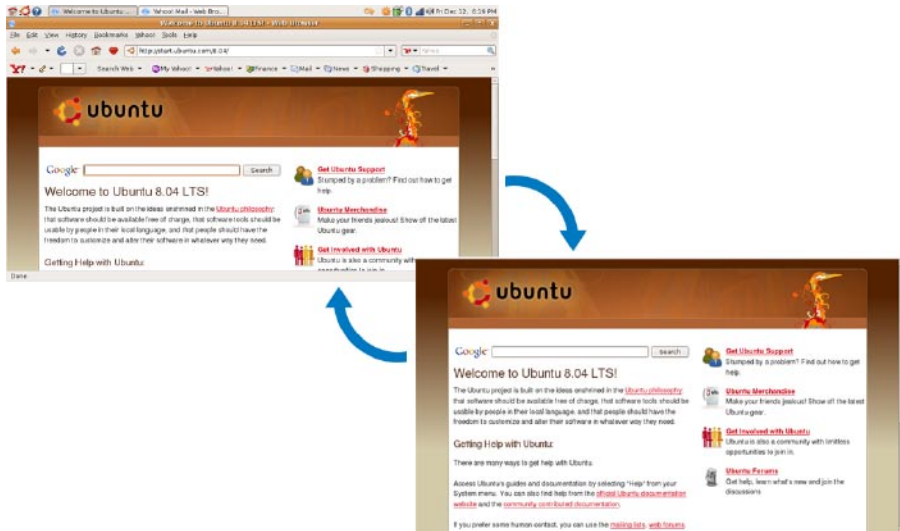 Welcome to Ubuntu ... Yahoo! Mail - Web Bro... Fri Dec 12, 6:39 PM
Welcome to Ubuntu 8.04 LTS! - Web Browser
File Edit View History Bookmarks Yahoo! Tools Help
http://start.ubuntu.com/8.04/
Y! Search Web My Yahoo! Yahoo! Finance Mail News Shopping Travel »
ubuntu
Google Search
Welcome to Ubuntu 8.04 LTS!
The Ubuntu project is built on the ideas enshrined in the Ubuntu philosophy:
that software should be available free of charge, that software tools should be
usable by people in their local language, and that people should have the
freedom to customize and alter their software in whatever way they need.
Getting Help with Ubuntu:
Get Ubuntu Support
Stumped by a problem? Find out how to get
help.
Ubuntu Merchandise
Make your friends jealous! Show off the latest
Ubuntu gear.
Get Involved with Ubuntu
Ubuntu is also a community with
opportunities to join in.
Done
ubuntu
Google Search
Welcome to Ubuntu 8.04 LTS!
The Ubuntu project is built on the ideas enshrined in the Ubuntu philosophy:
that software should be available free of charge, that software tools should be
usable by people in their local language, and that people should have the
freedom to customize and alter their software in whatever way they need.
Getting Help with Ubuntu:
There are many ways to get help with Ubuntu.
Access Ubuntu's guides and documentation by selecting "Help" from your
System menu. You can also find help from the official Ubuntu documentation
website and the community contributed documentation.
If you prefer some human contact, you can use the mailing lists, web forums,
Get Ubuntu Support
Stumped by a problem? Find out how to get
help.
Ubuntu Merchandise
Make your friends jealous! Show off the latest
Ubuntu gear.
Get Involved with Ubuntu
Ubuntu is also a community with limitless
opportunities to join in.
Ubuntu Forums
Get help, learn what's new and join the
discussions